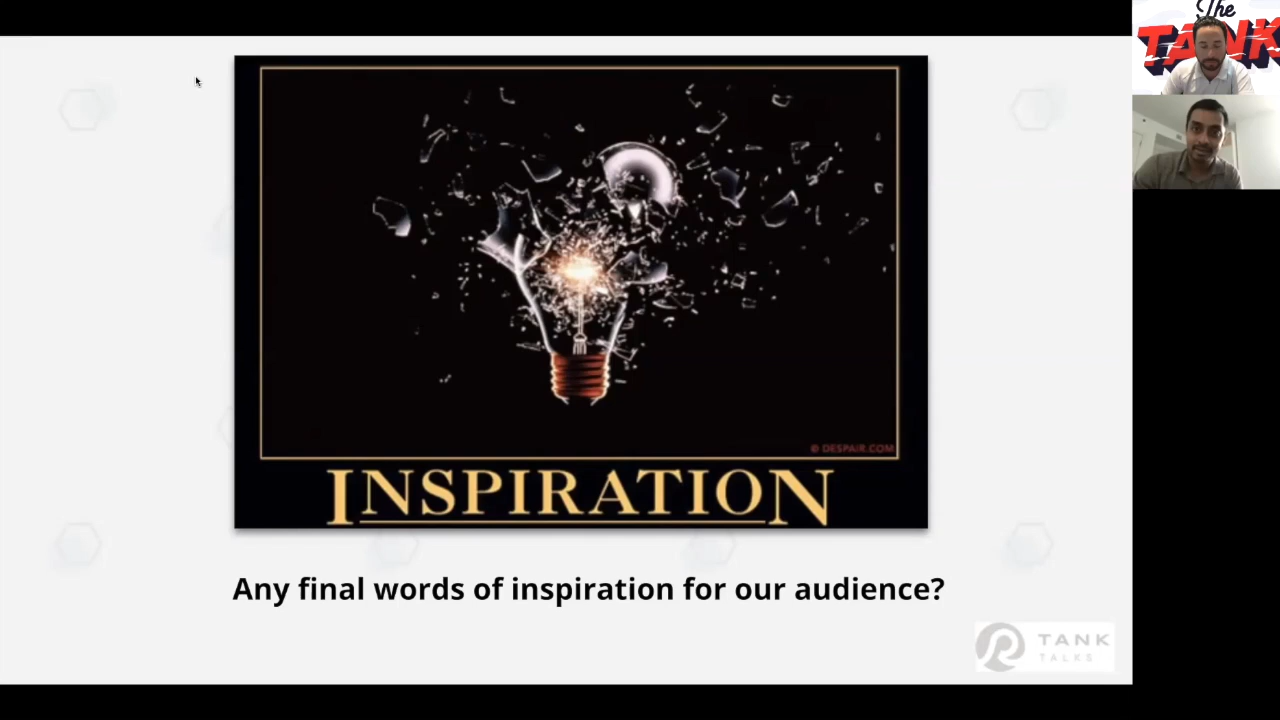 The
TANK
© DESPAIR.COM
INSPIRATION
Any final words of inspiration for our audience?
TANK
TALKS